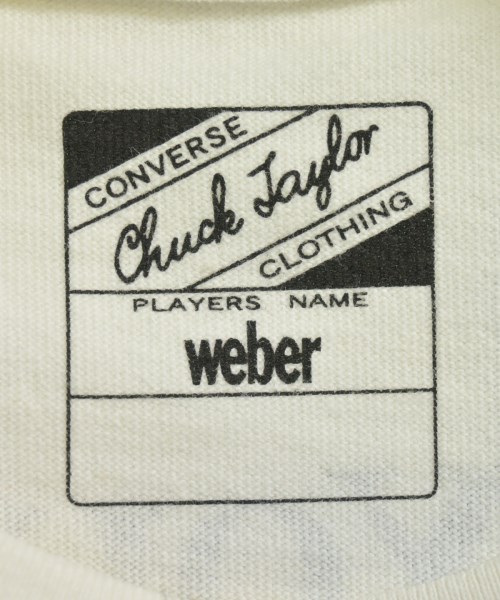 CONVERSE
Chuck Taylor
CLOTHING
PLAYERS NAME
weber